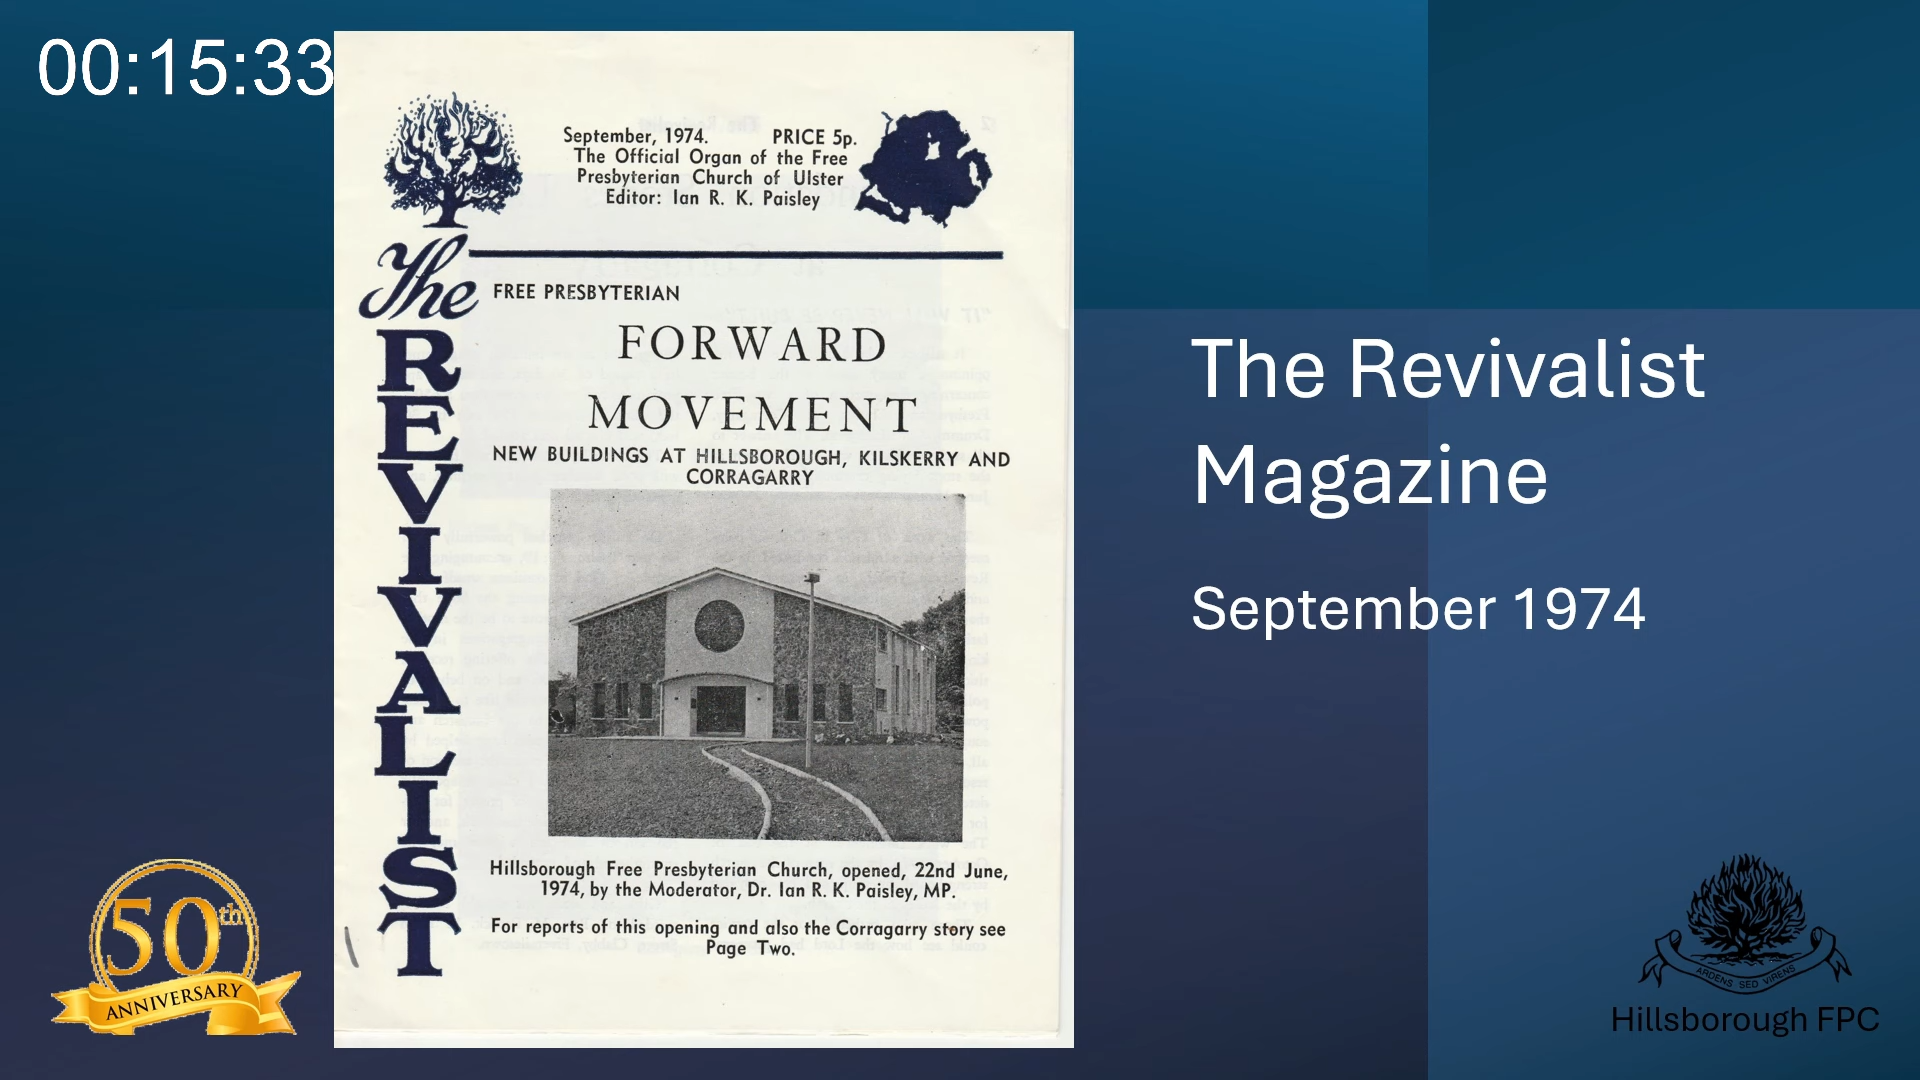 00:15:33
September, 1974. PRICE 5p.
The Official Organ of the Free
Presbyterian Church of Ulster
Editor: Ian R. K. Paisley
The
REVIVALIST
FREE PRESBYTERIAN
FORWARD
MOVEMENT
NEW BUILDINGS AT HILLSBOROUGH, KILSKERRY AND
CORRAGARRY
Hillsborough Free Presbyterian Church, opened, 22nd June,
1974, by the Moderator, Dr. Ian R. K. Paisley, MP.
For reports of this opening and also the Corragarry story see
Page Two.
The Revivalist
Magazine
September 1974
50th
ANNIVERSARY
ARDENS SED VIRENS
Hillsborough FPC